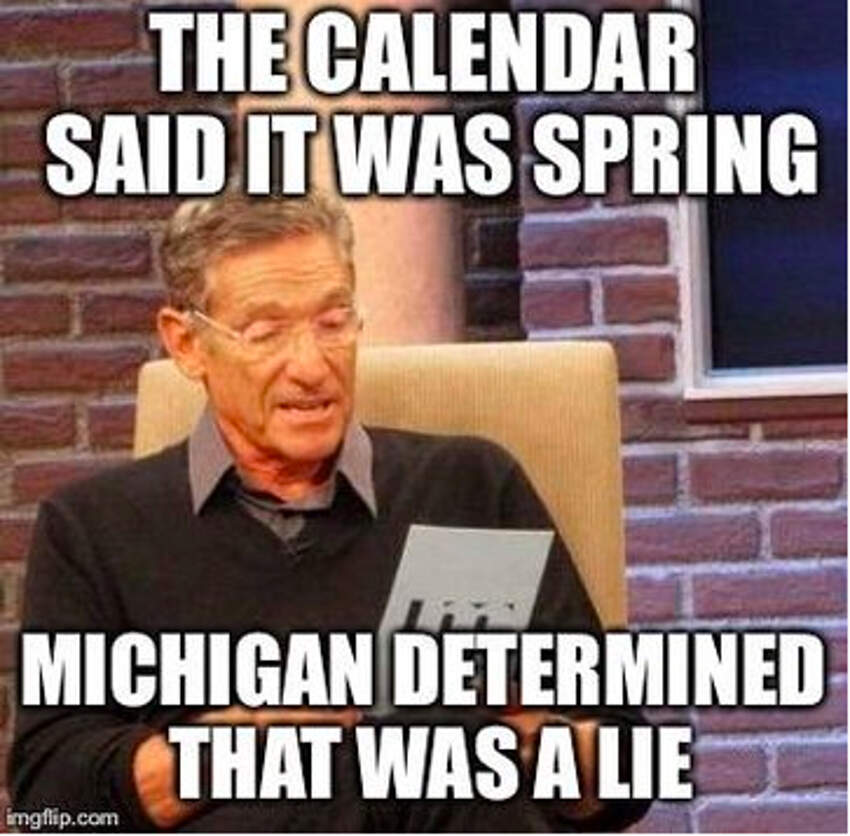 THE CALENDAR
SAID IT WAS SPRING
MICHIGAN DETERMINED
THAT WAS A LIE
imgflip.com